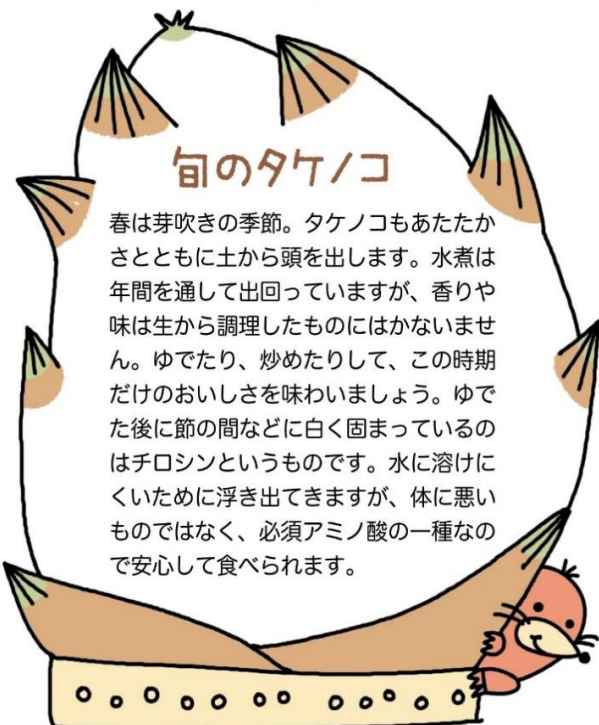 旬のタケノコ
春は芽吹きの季節。タケノコもあたたか
さとともに土から頭を出します。水煮は
年間を通して出回っていますが、香りや
味は生から調理したものにはかないませ
ん。ゆでたり、炒めたりして、この時期
だけのおいしさを味わいましょう。ゆで
た後に節の間などに白く固まっているの
はチロシンというものです。水に溶けに
くいために浮き出てきますが、体に悪い
ものではなく、必須アミノ酸の一種なの
で安心して食べられます。